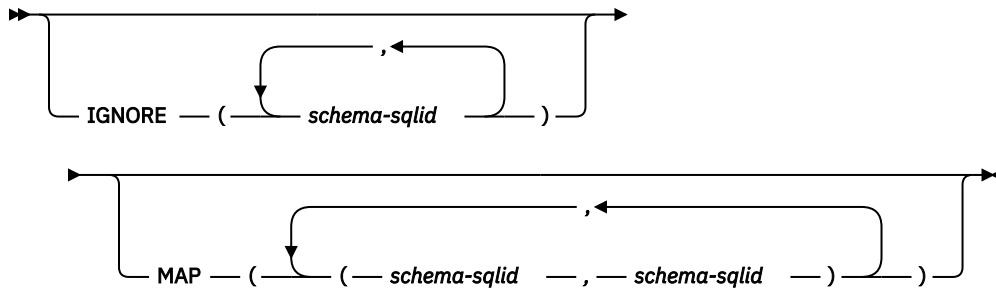 ,
IGNORE ( schema-sqlid )
,
MAP ( ( schema-sqlid , schema-sqlid ) )